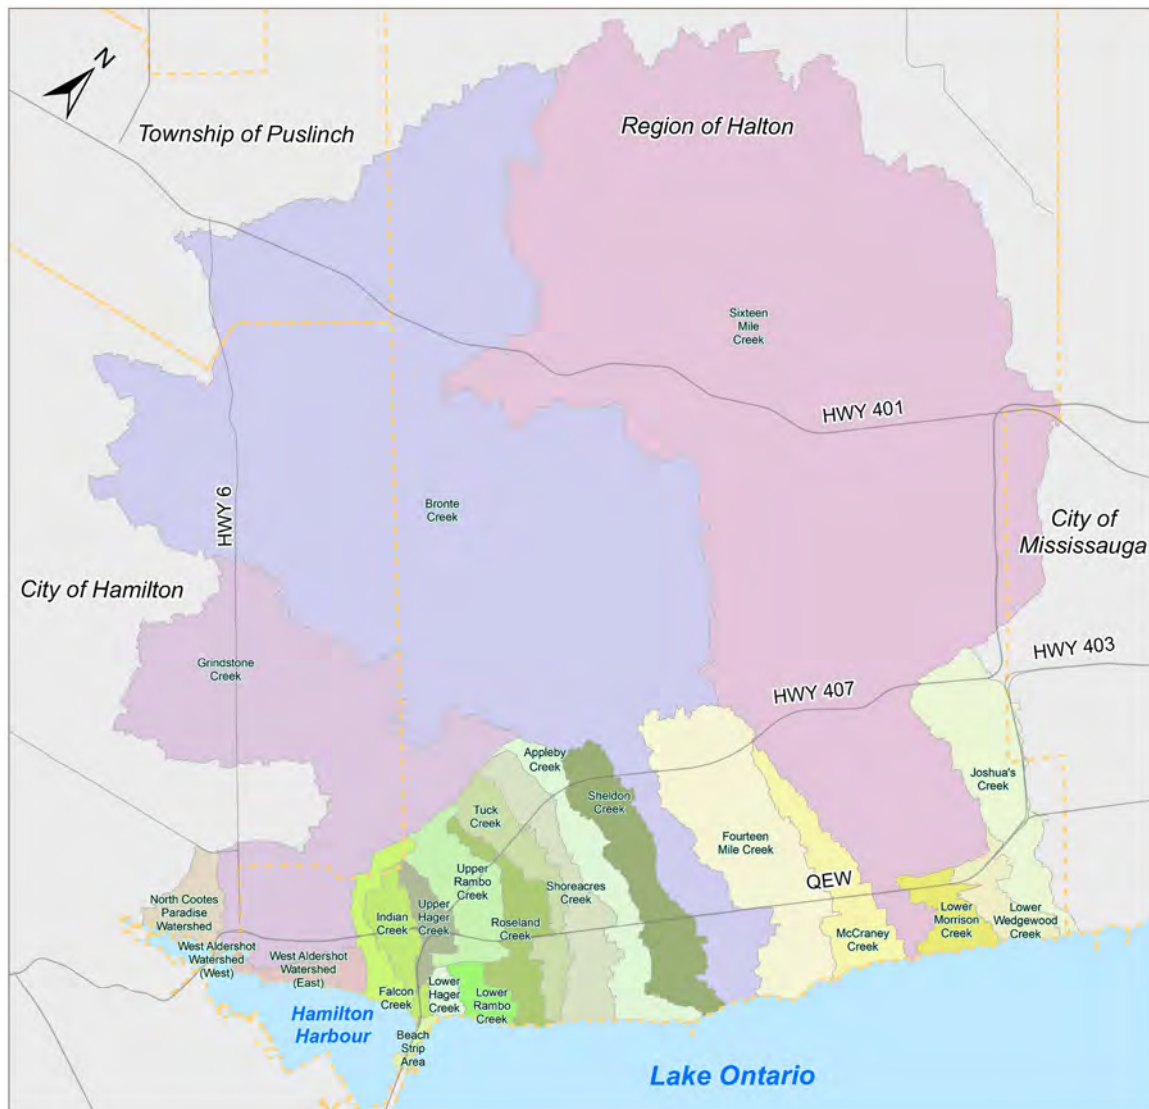 N
Township of Puslinch
Region of Halton
Sixteen
Mile
Creek
HWY 401
HWY 6
Bronte
Creek
City of
Mississauga
City of Hamilton
Grindstone
Creek
HWY 403
HWY 407
Appleby
Creek
Joshua's
Creek
Sheldon
Creek
Tuck
Creek
Fourteen
Mile Creek
Upper
Rambo
Creek
QEW
Shoreacres
Creek
North Cootes
Paradise
Watershed
Indian
Creek
Upper
Hager
Creek
Roseland
Creek
Lower
Morrison
Creek
Lower
Wedgewood
Creek
McCraney
Creek
West Aldershot
Watershed
(West)
West Aldershot
Watershed
(East)
Falcon
Creek
Lower
Hager
Creek
Lower
Rambo
Creek
Hamilton
Harbour
Beach
Strip
Area
Lake Ontario